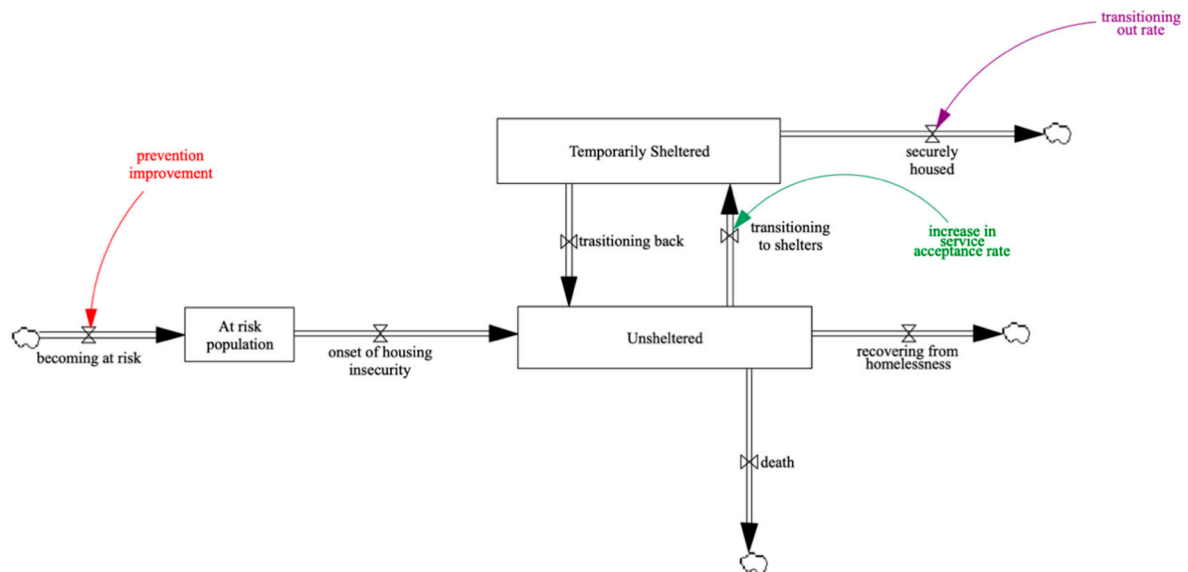 transitioning
out rate
Temporarily Sheltered
securely
housed
prevention
improvement
trasitioning back
transitioning
to shelters
increase in
service
acceptance rate
At risk
population
becoming at risk
onset of housing
insecurity
Unsheltered
recovering from
homelessness
death